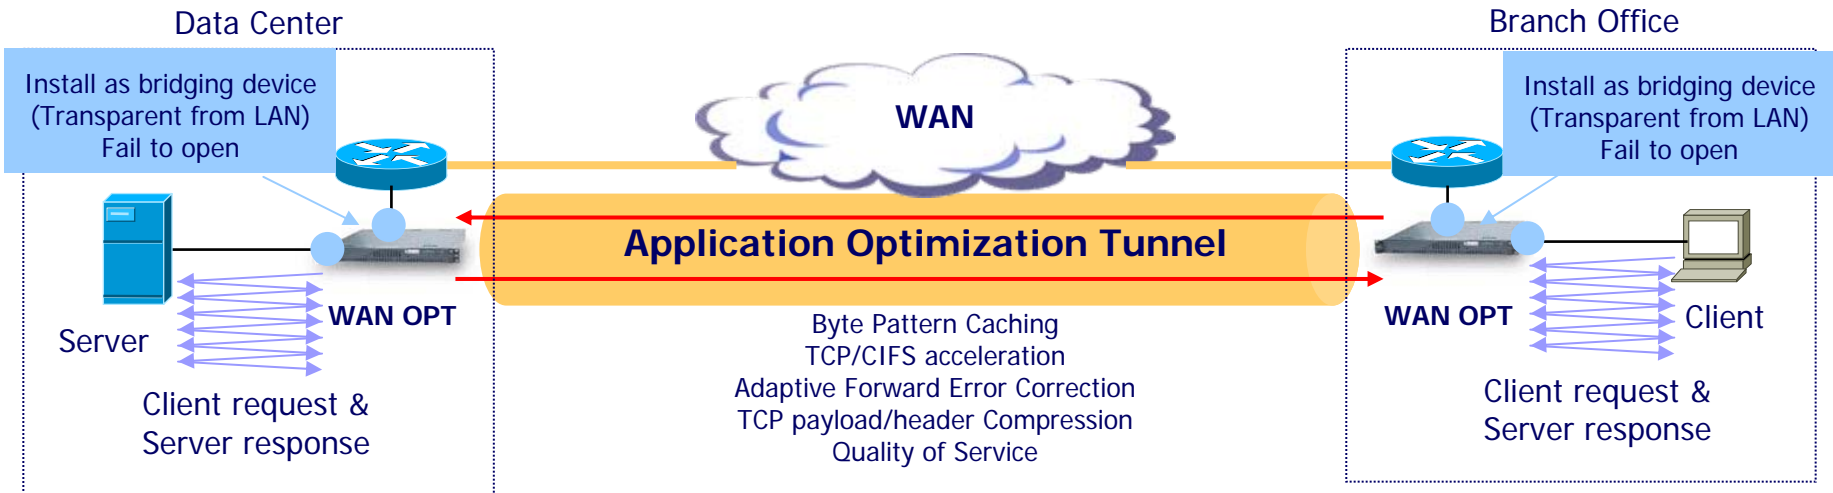 Data Center
Branch Office
Install as bridging device
(Transparent from LAN)
Fail to open
WAN
Install as bridging device
(Transparent from LAN)
Fail to open
Application Optimization Tunnel
WAN OPT
Server
Client request &
Server response
Byte Pattern Caching
TCP/CIFS acceleration
Adaptive Forward Error Correction
TCP payload/header Compression
Quality of Service
WAN OPT
Client
Client request &
Server response